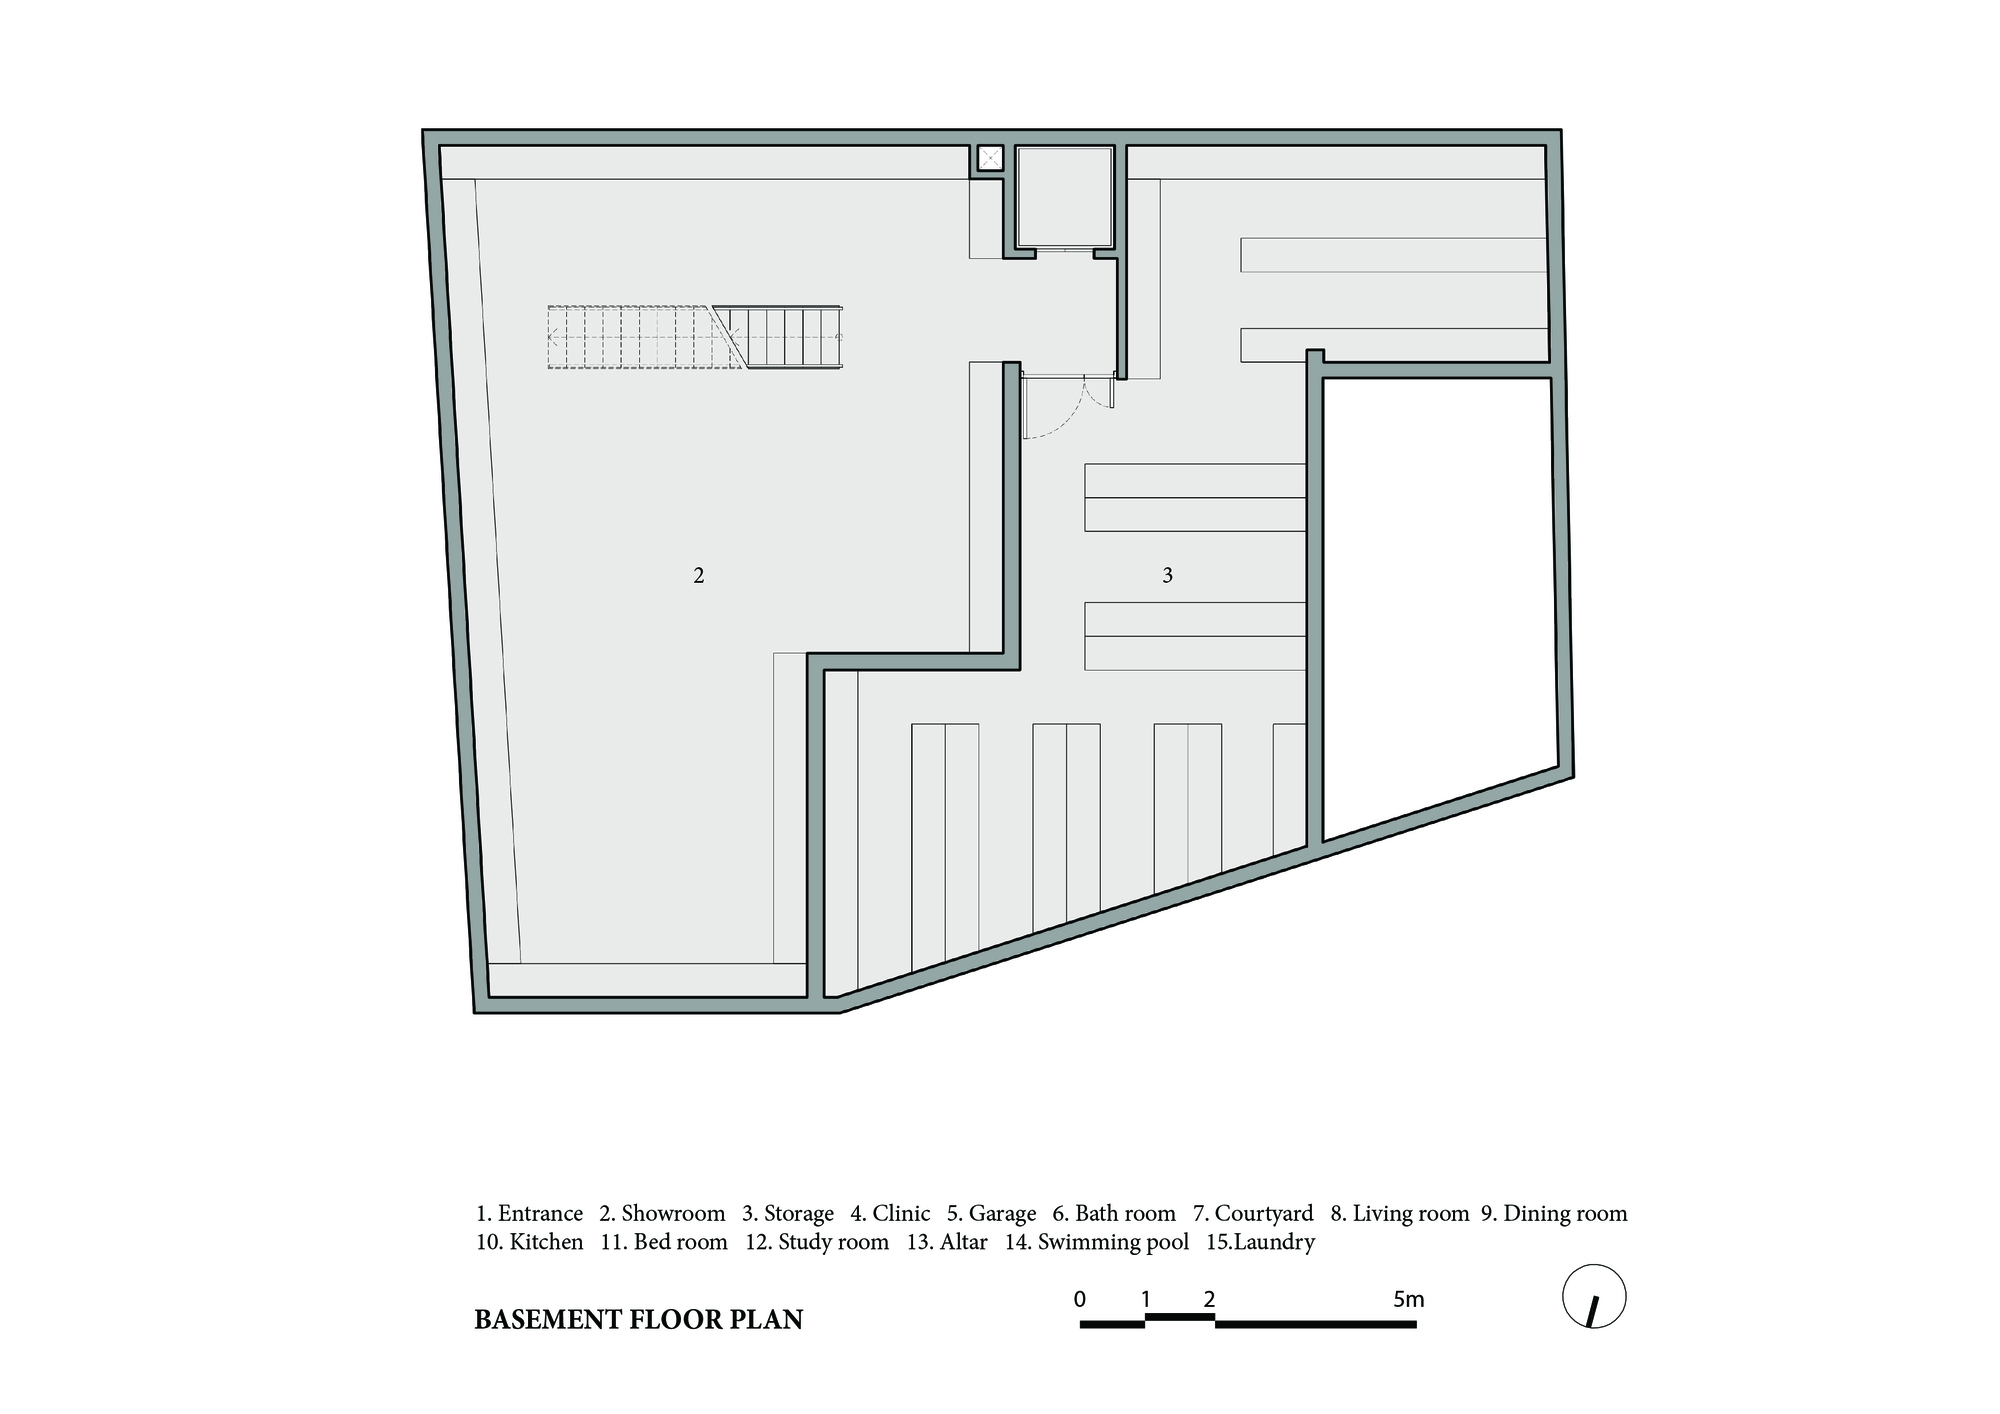 2
3
1. Entrance 2. Showroom 3. Storage 4. Clinic 5. Garage 6. Bath room 7. Courtyard 8. Living room 9. Dining room
10. Kitchen 11. Bed room 12. Study room 13. Altar 14. Swimming pool 15.Laundry
0 1 2 5m
BASEMENT FLOOR PLAN